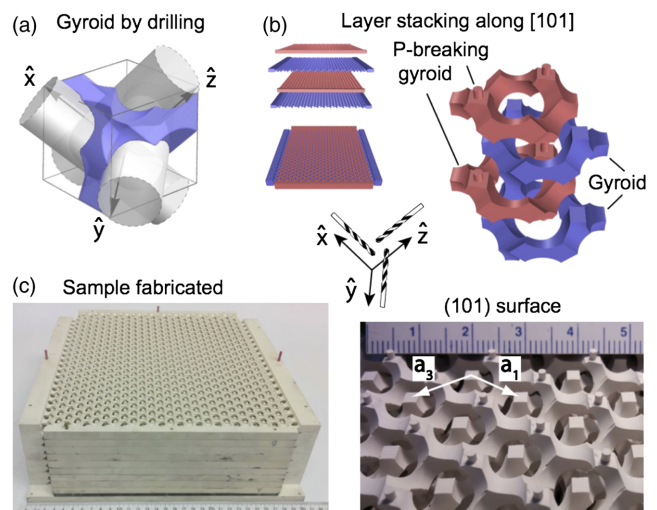 (a) Gyroid by drilling
x̂
ẑ
ŷ
(b) Layer stacking along [101]
P-breaking
gyroid
Gyroid
x̂
ẑ
ŷ
(c) Sample fabricated
(101) surface
1 2 3 4 5
a₃ a₁